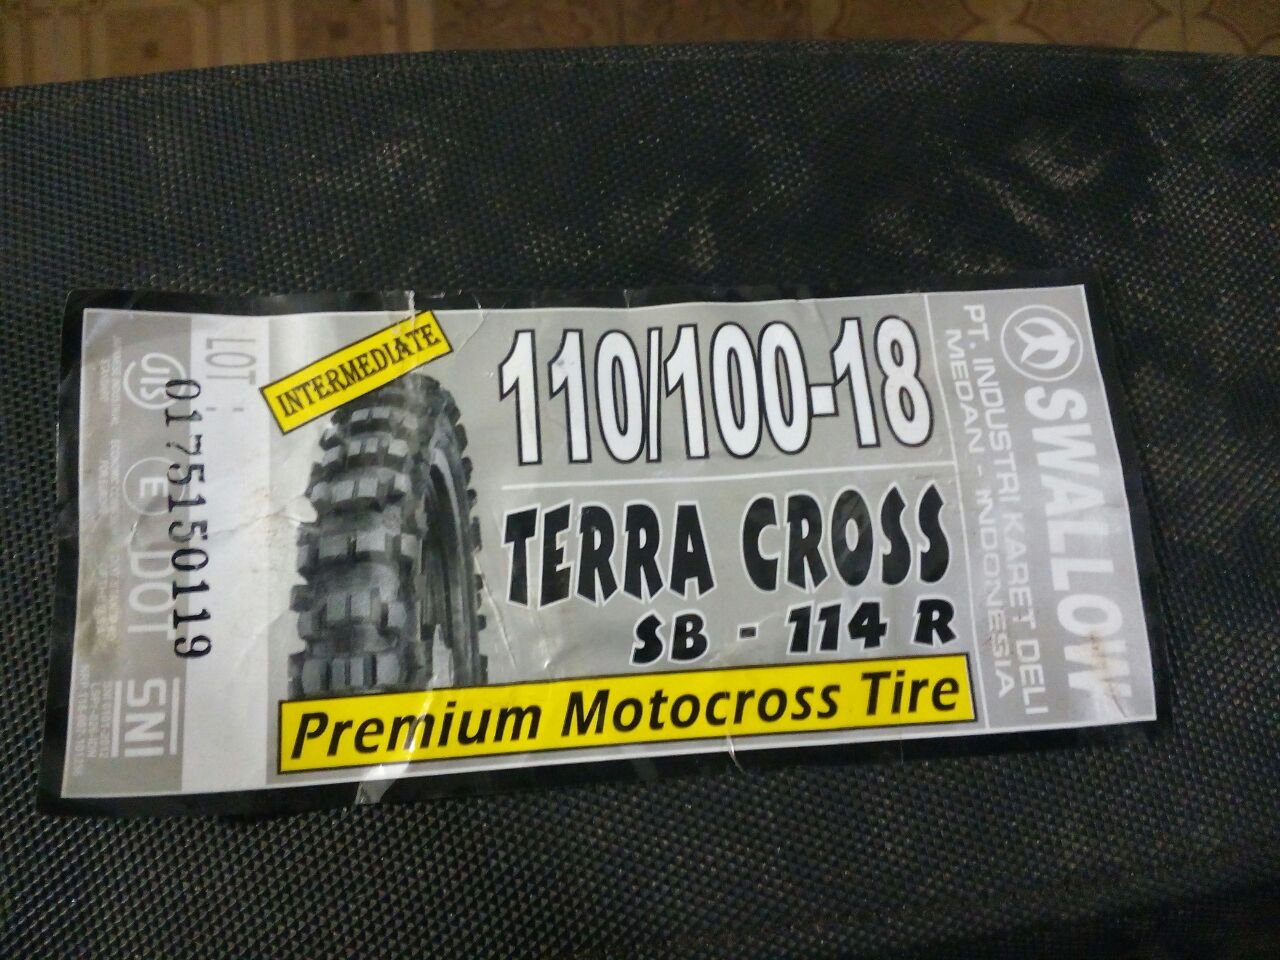 INTERMEDIATE
110/100-18
TERRA CROSS
SB - 114 R
Premium Motocross Tire
SWALLOW
PT. INDUSTRI KARET DELI
MEDAN - INDONESIA
LOT :
0175150119
JIS
E
DOT
SNI